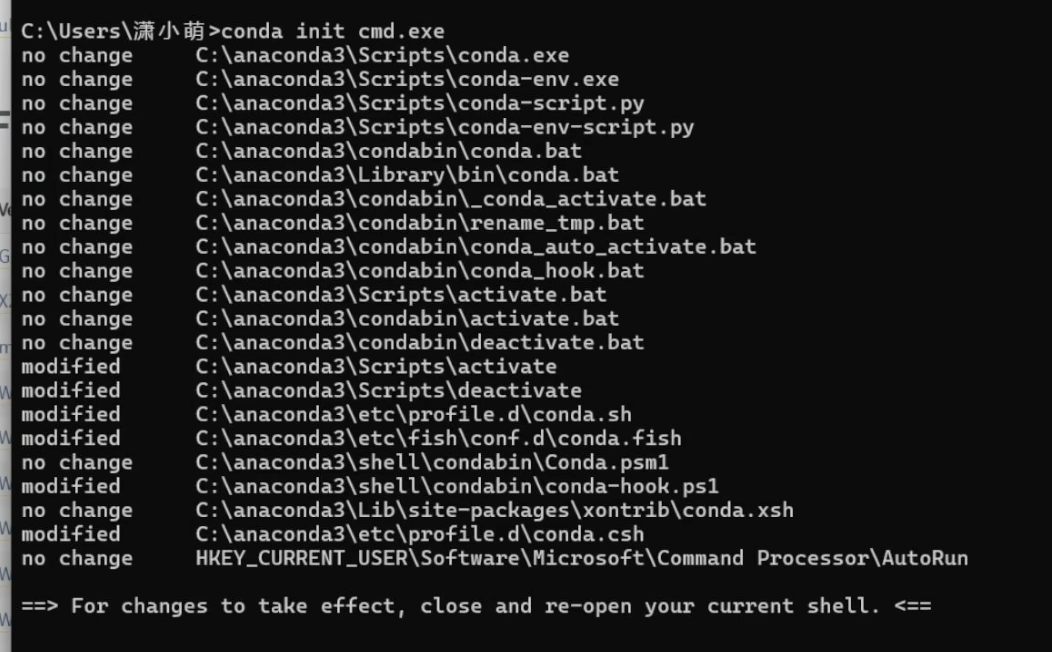 C:\Users\潇小萌>conda init cmd.exe
no change     C:\anaconda3\Scripts\conda.exe
no change     C:\anaconda3\Scripts\conda-env.exe
no change     C:\anaconda3\Scripts\conda-script.py
no change     C:\anaconda3\Scripts\conda-env-script.py
no change     C:\anaconda3\condabin\conda.bat
no change     C:\anaconda3\Library\bin\conda.bat
no change     C:\anaconda3\condabin\_conda_activate.bat
no change     C:\anaconda3\condabin\rename_tmp.bat
no change     C:\anaconda3\condabin\conda_auto_activate.bat
no change     C:\anaconda3\condabin\conda_hook.bat
no change     C:\anaconda3\Scripts\activate.bat
no change     C:\anaconda3\condabin\activate.bat
no change     C:\anaconda3\condabin\deactivate.bat
modified      C:\anaconda3\Scripts\activate
modified      C:\anaconda3\Scripts\deactivate
modified      C:\anaconda3\etc\profile.d\conda.sh
modified      C:\anaconda3\etc\fish\conf.d\conda.fish
no change     C:\anaconda3\shell\condabin\Conda.psm1
modified      C:\anaconda3\shell\condabin\conda-hook.ps1
no change     C:\anaconda3\Lib\site-packages\xontrib\conda.xsh
modified      C:\anaconda3\etc\profile.d\conda.csh
no change     HKEY_CURRENT_USER\Software\Microsoft\Command Processor\AutoRun
==> For changes to take effect, close and re-open your current shell. <==